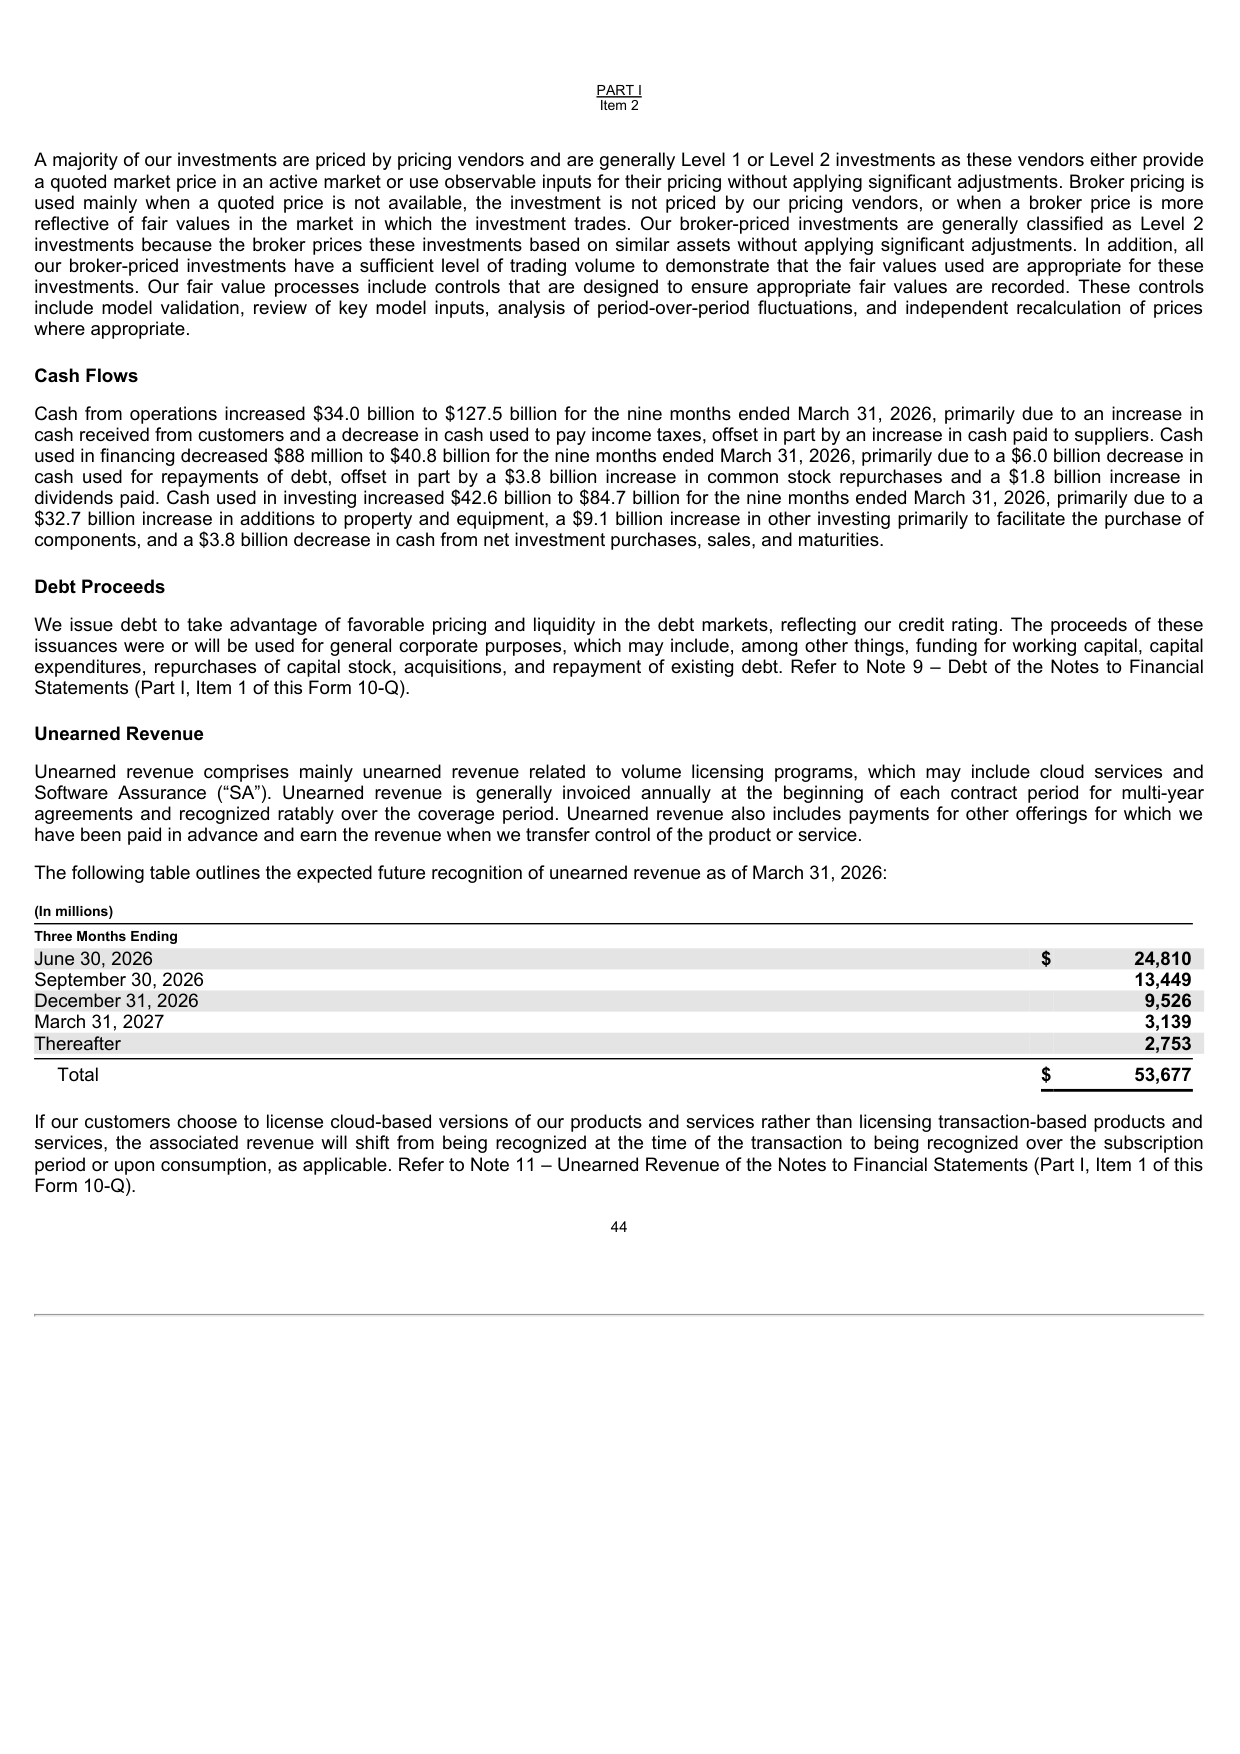 PART I
Item 2
A majority of our investments are priced by pricing vendors and are generally Level 1 or Level 2 investments as these vendors either provide
a quoted market price in an active market or use observable inputs for their pricing without applying significant adjustments. Broker pricing is
used mainly when a quoted price is not available, the investment is not priced by our pricing vendors, or when a broker price is more
reflective of fair values in the market in which the investment trades. Our broker-priced investments are generally classified as Level 2
investments because the broker prices these investments based on similar assets without applying significant adjustments. In addition, all
our broker-priced investments have a sufficient level of trading volume to demonstrate that the fair values used are appropriate for these
investments. Our fair value processes include controls that are designed to ensure appropriate fair values are recorded. These controls
include model validation, review of key model inputs, analysis of period-over-period fluctuations, and independent recalculation of prices
where appropriate.
Cash Flows
Cash from operations increased $34.0 billion to $127.5 billion for the nine months ended March 31, 2026, primarily due to an increase in
cash received from customers and a decrease in cash used to pay income taxes, offset in part by an increase in cash paid to suppliers. Cash
used in financing decreased $88 million to $40.8 billion for the nine months ended March 31, 2026, primarily due to a $6.0 billion decrease in
cash used for repayments of debt, offset in part by a $3.8 billion increase in common stock repurchases and a $1.8 billion increase in
dividends paid. Cash used in investing increased $42.6 billion to $84.7 billion for the nine months ended March 31, 2026, primarily due to a
$32.7 billion increase in additions to property and equipment, a $9.1 billion increase in other investing primarily to facilitate the purchase of
components, and a $3.8 billion decrease in cash from net investment purchases, sales, and maturities.
Debt Proceeds
We issue debt to take advantage of favorable pricing and liquidity in the debt markets, reflecting our credit rating. The proceeds of these
issuances were or will be used for general corporate purposes, which may include, among other things, funding for working capital, capital
expenditures, repurchases of capital stock, acquisitions, and repayment of existing debt. Refer to Note 9 – Debt of the Notes to Financial
Statements (Part I, Item 1 of this Form 10-Q).
Unearned Revenue
Unearned revenue comprises mainly unearned revenue related to volume licensing programs, which may include cloud services and
Software Assurance (“SA”). Unearned revenue is generally invoiced annually at the beginning of each contract period for multi-year
agreements and recognized ratably over the coverage period. Unearned revenue also includes payments for other offerings for which we
have been paid in advance and earn the revenue when we transfer control of the product or service.
The following table outlines the expected future recognition of unearned revenue as of March 31, 2026:
(In millions)
Three Months Ending
June 30, 2026 $ 24,810
September 30, 2026 13,449
December 31, 2026 9,526
March 31, 2027 3,139
Thereafter 2,753
Total $ 53,677
If our customers choose to license cloud-based versions of our products and services rather than licensing transaction-based products and
services, the associated revenue will shift from being recognized at the time of the transaction to being recognized over the subscription
period or upon consumption, as applicable. Refer to Note 11 – Unearned Revenue of the Notes to Financial Statements (Part I, Item 1 of this
Form 10-Q).
44